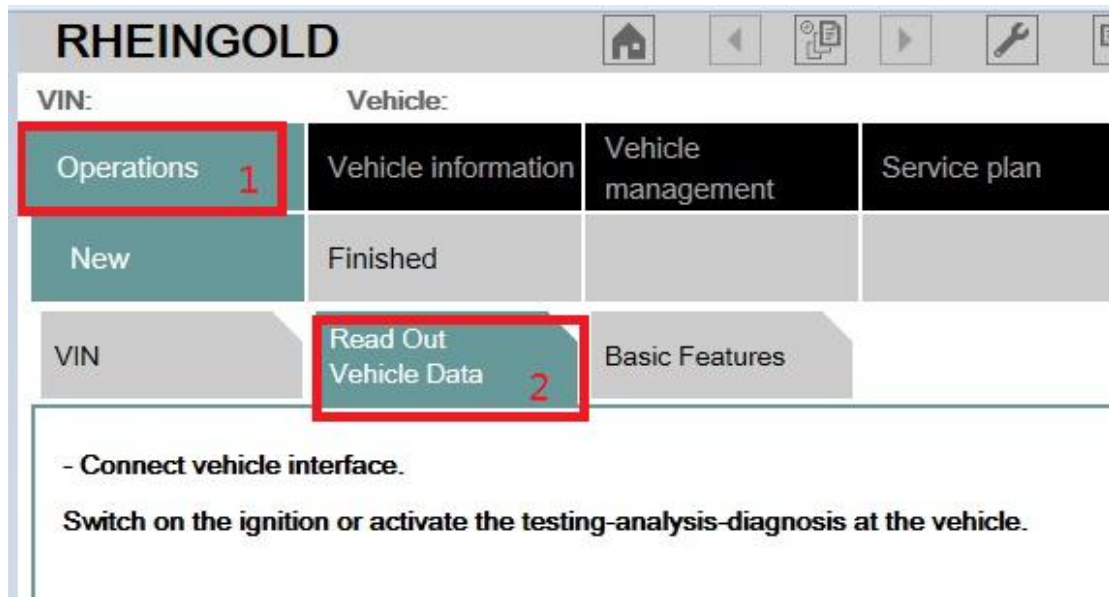 RHEINGOLD
VIN:
Vehicle:
Operations 1
Vehicle information
Vehicle
management
Service plan
New
Finished
VIN
Read Out
Vehicle Data 2
Basic Features
- Connect vehicle interface.
Switch on the ignition or activate the testing-analysis-diagnosis at the vehicle.